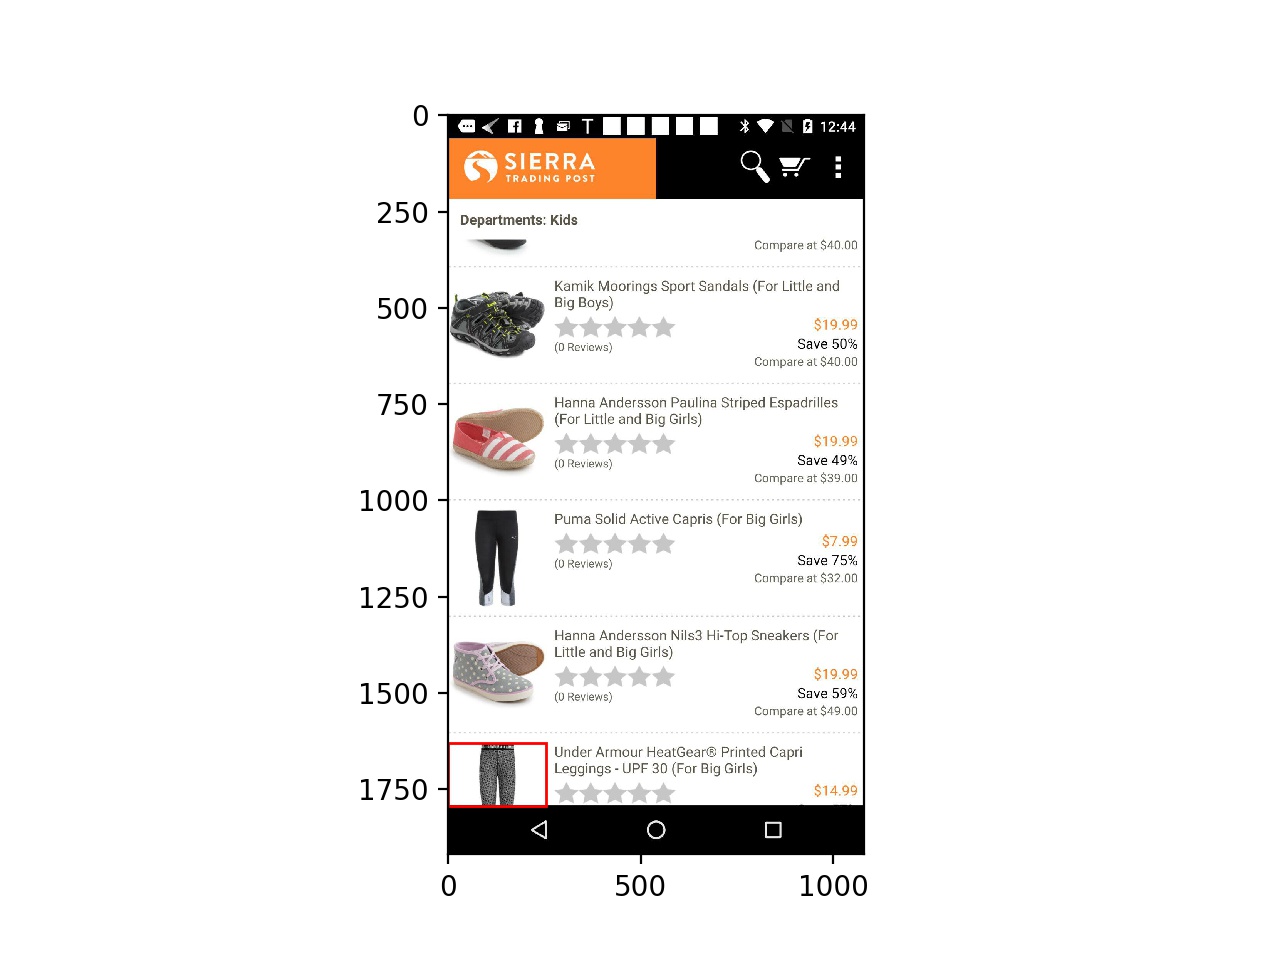 0
T
12:44
SIERRA
TRADING POST
250
Departments: Kids
Compare at $40.00
Kamik Moorings Sport Sandals (For Little and
Big Boys)
500
$19.99
(0 Reviews)
Save 50%
Compare at $40.00
750
Hanna Andersson Paulina Striped Espadrilles
(For Little and Big Girls)
$19.99
(0 Reviews)
Save 49%
Compare at $39.00
1000
Puma Solid Active Capris (For Big Girls)
$7.99
(0 Reviews)
Save 75%
Compare at $32.00
1250
Hanna Andersson Nils3 Hi-Top Sneakers (For
Little and Big Girls)
$19.99
1500
(0 Reviews)
Save 59%
Compare at $49.00
Under Armour HeatGear® Printed Capri
Leggings - UPF 30 (For Big Girls)
1750
$14.99
0
500
1000